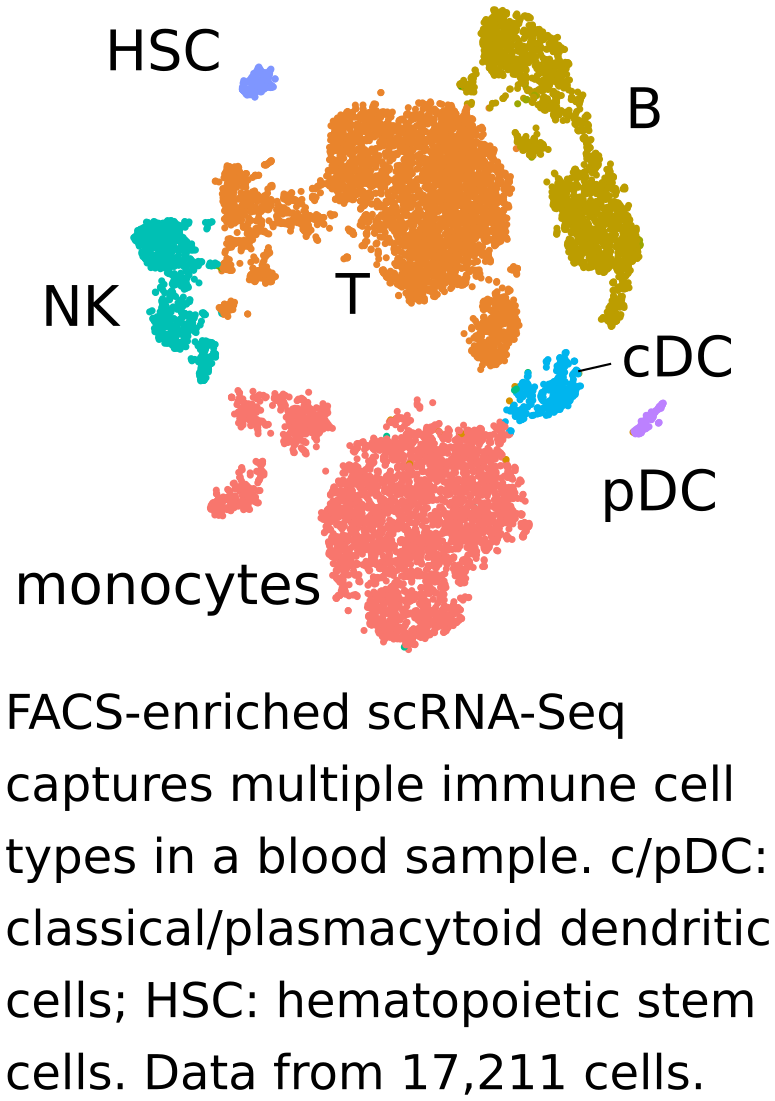 HSC
B
T
NK
cDC
pDC
monocytes
FACS-enriched scRNA-Seq
captures multiple immune cell
types in a blood sample. c/pDC:
classical/plasmacytoid dendritic
cells; HSC: hematopoietic stem
cells. Data from 17,211 cells.